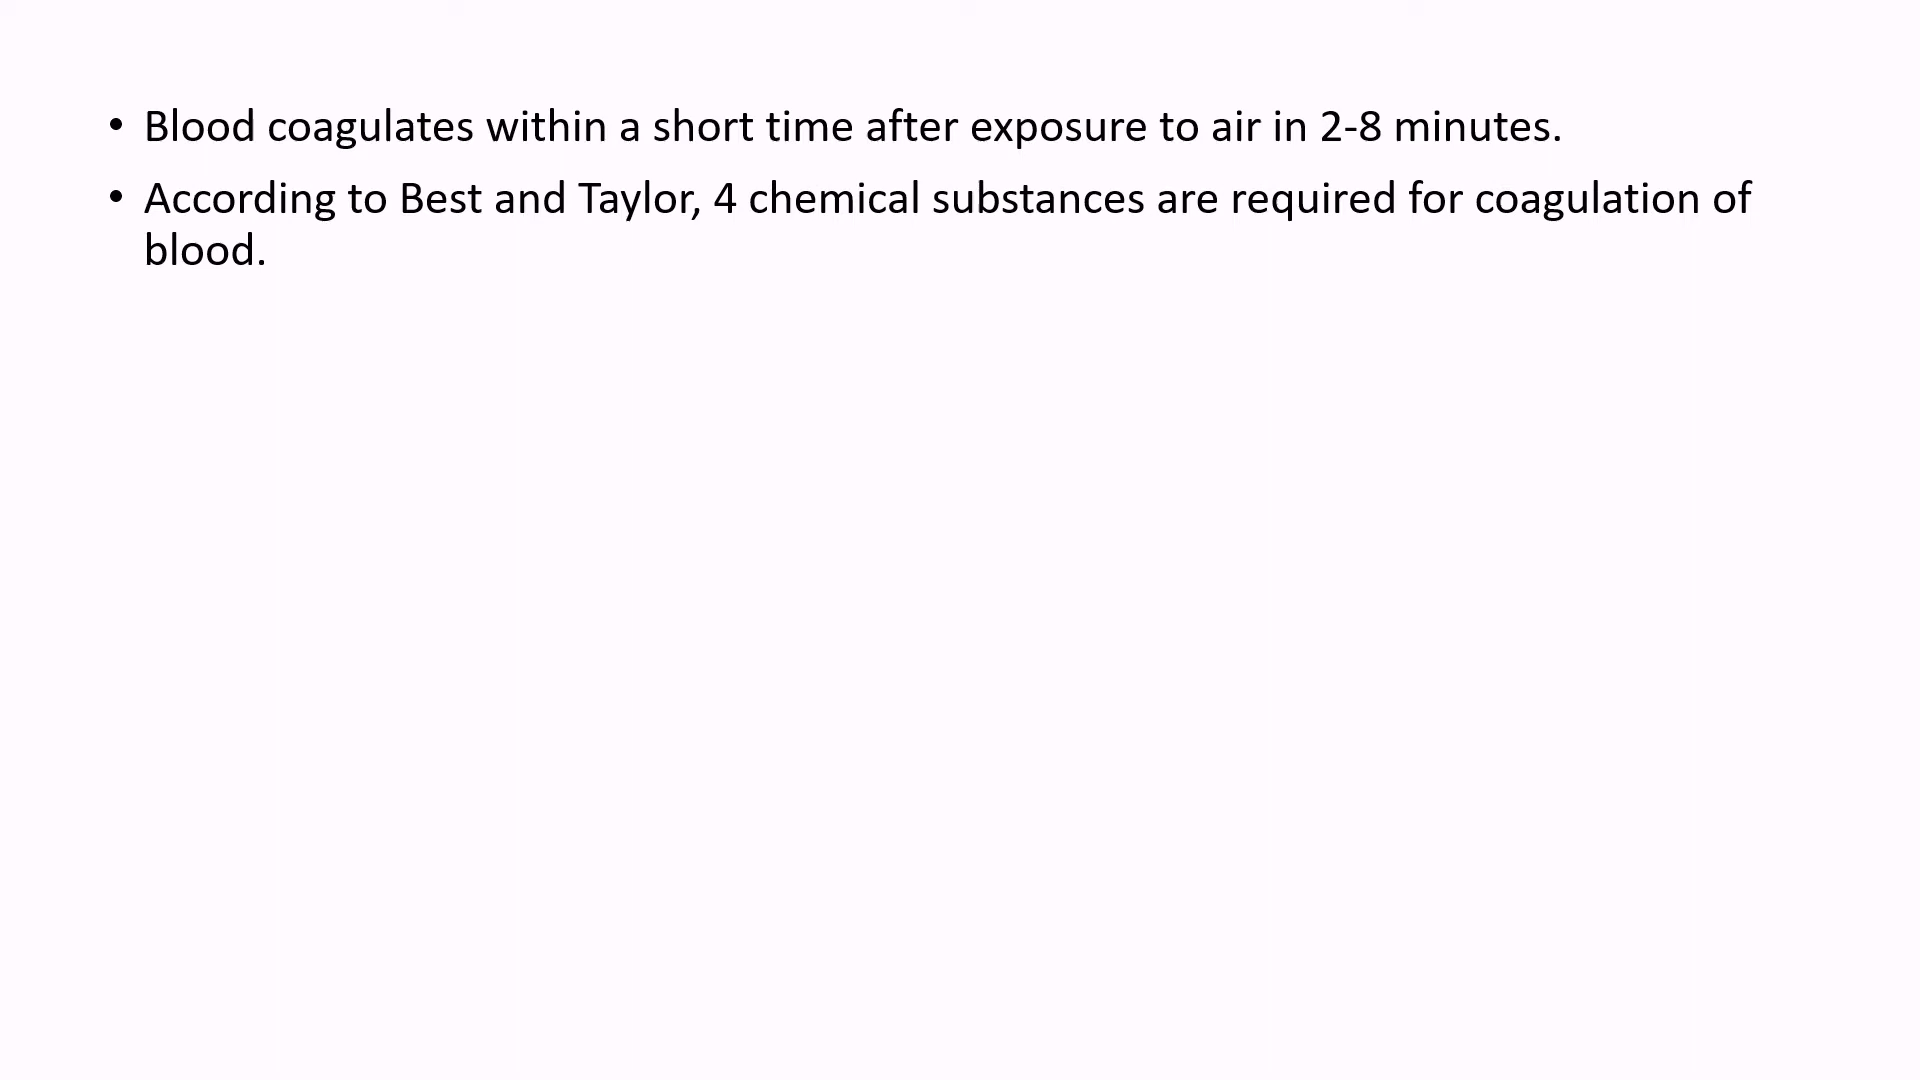 • Blood coagulates within a short time after exposure to air in 2-8 minutes.
• According to Best and Taylor, 4 chemical substances are required for coagulation of
blood.